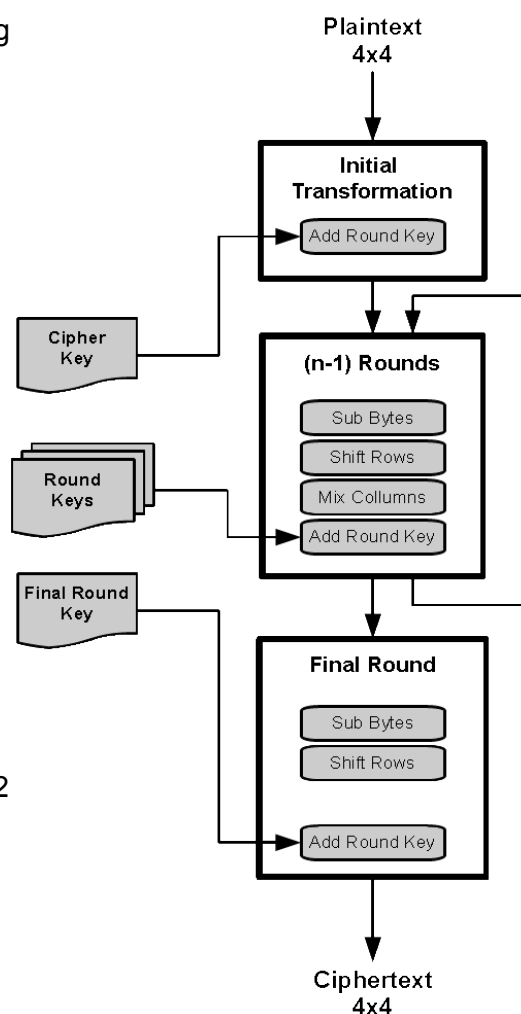 g
Plaintext
4x4
Initial
Transformation
Add Round Key
Cipher
Key
(n-1) Rounds
Sub Bytes
Shift Rows
Mix Collumns
Add Round Key
Round
Keys
Final Round
Key
Final Round
Sub Bytes
Shift Rows
Add Round Key
2
Ciphertext
4x4